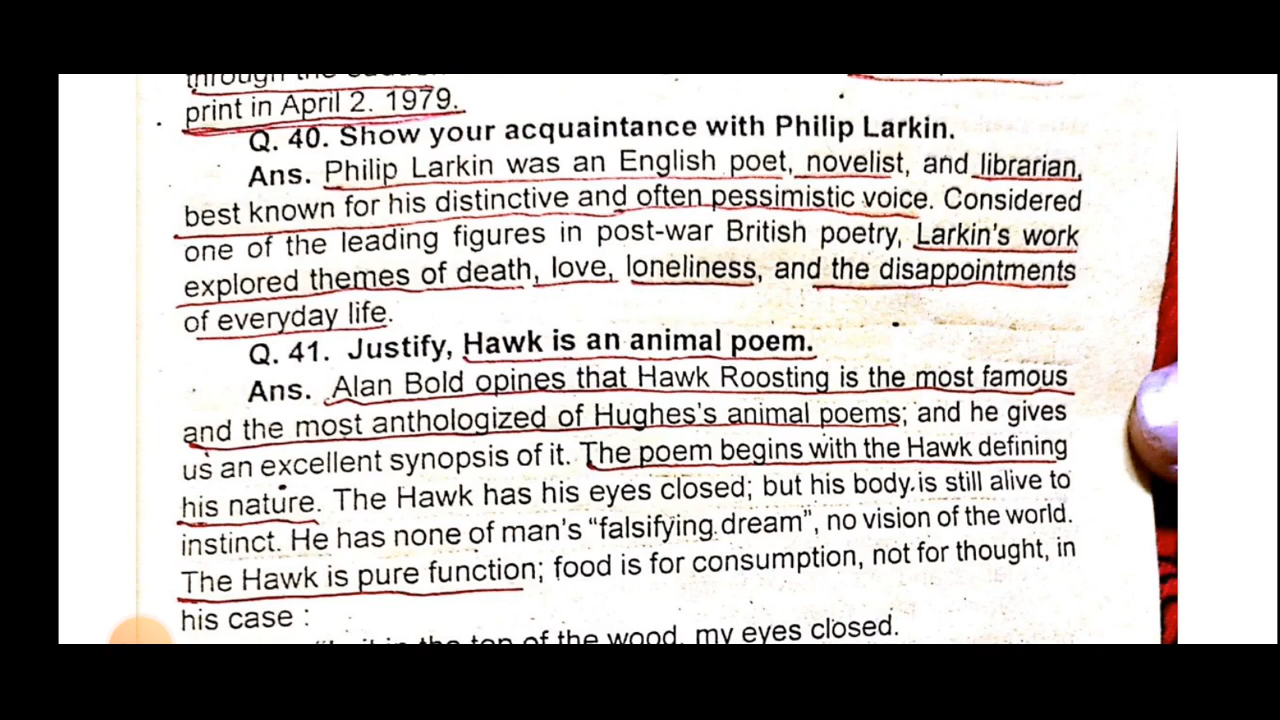 through the
print in April 2. 1979.
Q. 40. Show your acquaintance with Philip Larkin.
Ans. Philip Larkin was an English poet, novelist, and librarian,
best known for his distinctive and often pessimistic voice. Considered
one of the leading figures in post-war British poetry, Larkin's work
explored themes of death, love, loneliness, and the disappointments
of everyday life.
Q. 41. Justify, Hawk is an animal poem.
Ans. Alan Bold opines that Hawk Roosting is the most famous
and the most anthologized of Hughes's animal poems; and he gives
us an excellent synopsis of it. The poem begins with the Hawk defining
his nature. The Hawk has his eyes closed; but his body is still alive to
instinct. He has none of man's "falsifying dream", no vision of the world.
The Hawk is pure function; food is for consumption, not for thought, in
his case :
in the top of the wood, my eyes closed.